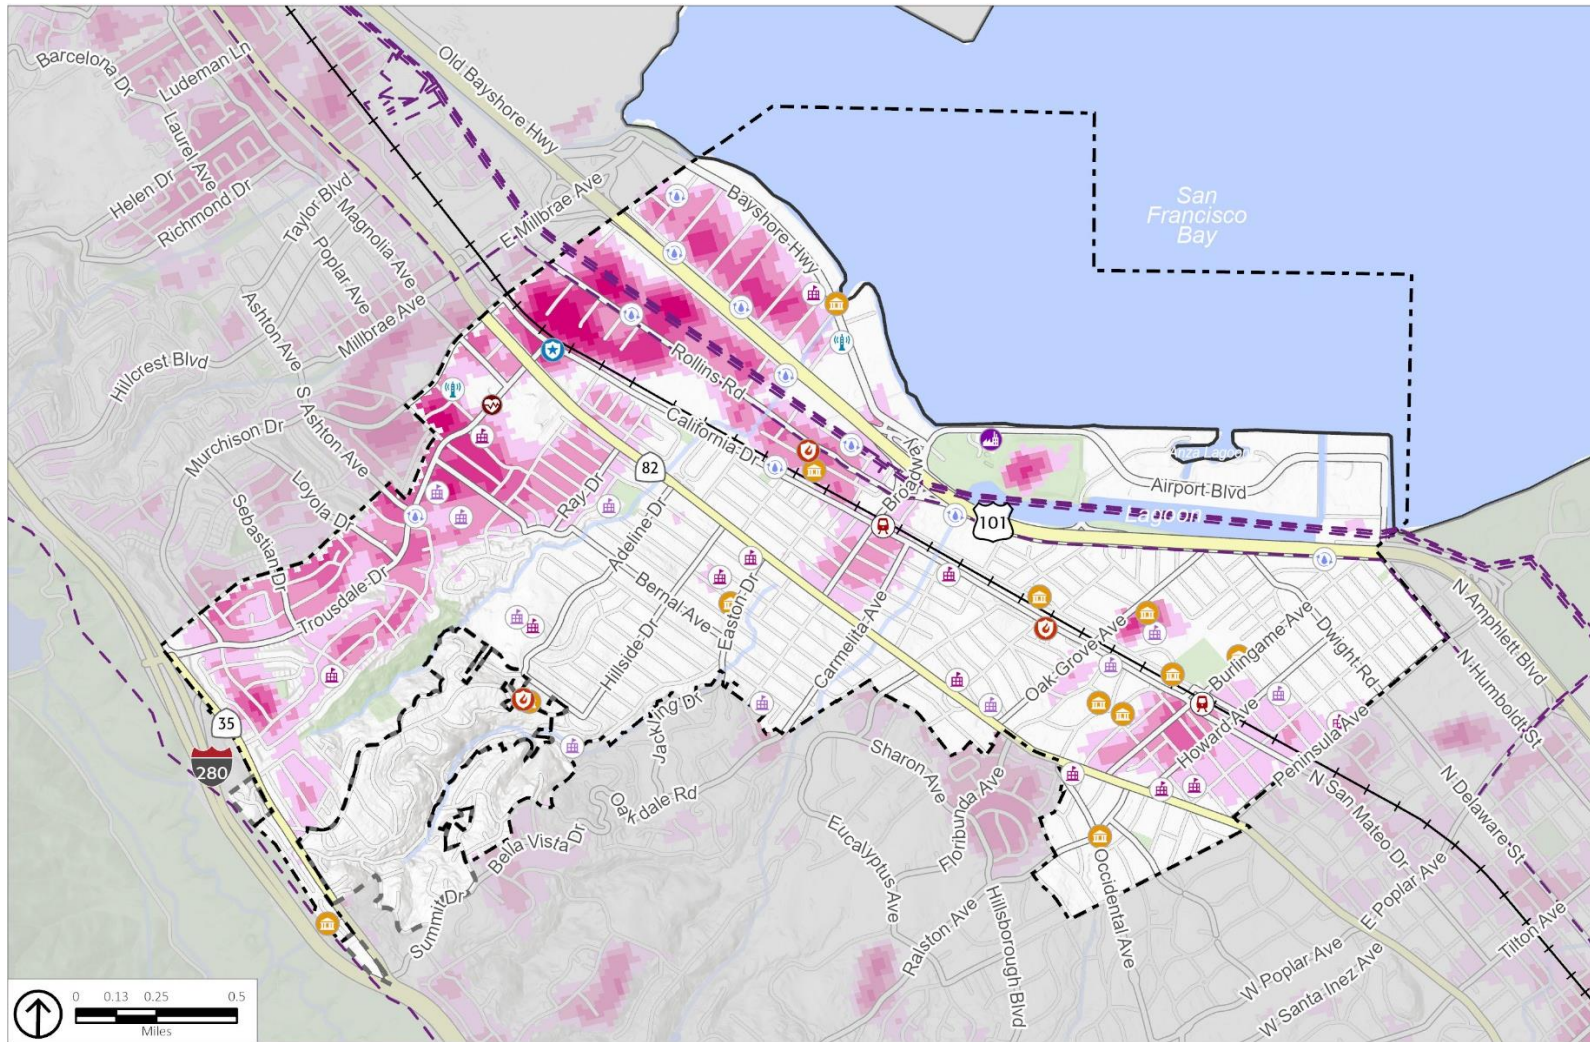 Old Bayshore Hwy
Barcelona Dr
Ludeman Ln
Laurel Ave
Helen Dr
Richmond Dr
Taylor Blvd
Magnolia Ave
Poplar Ave
E Millbrae Ave
Bayshore Hwy
San
Francisco
Bay
Ashton Ave
Millbrae Ave
Hillcrest Blvd
S Ashton Ave
Murchison Dr
Rollins Rd
California Dr
82
Broadway
Anza Lagoon
Airport Blvd
Lagoon
101
Loyola Dr
Sebastian Dr
Ray Dr
Adeline Dr
Trousdale Dr
Bernal Ave
Hillside Dr
Easton Dr
Carmelita Ave
Oak Grove Ave
Burlingame Ave
Dwight Rd
N Amphlett Blvd
N Humboldt St
35
280
Jackling Dr
Howard Ave
Peninsula Ave
Sharon Ave
Oakdale Rd
Floribunda Ave
Bella Vista Dr
Eucalyptus Ave
N San Mateo Dr
N Delaware St
Summit Dr
Ralston Ave
Hillsborough Blvd
Occidental Ave
E Poplar Ave
W Poplar Ave
W Santa Inez Ave
Tilton Ave
0 0.13 0.25 0.5
Miles